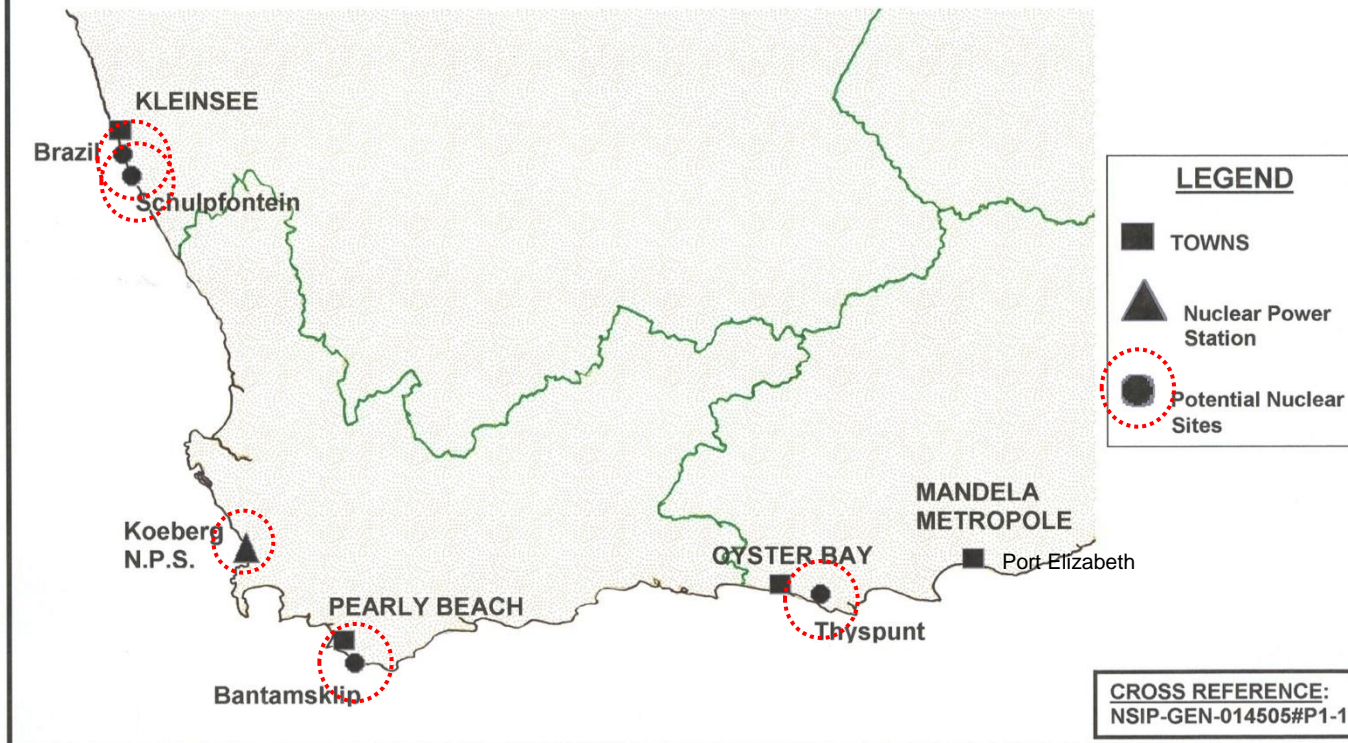 KLEINSEE
Brazil
Schulpfontein
Koeberg
N.P.S.
PEARLY BEACH
Bantamsklip
OYSTER BAY
Thyspunt
MANDELA
METROPOLE
Port Elizabeth
LEGEND
TOWNS
Nuclear Power
Station
Potential Nuclear
Sites
CROSS REFERENCE:
NSIP-GEN-014505#P1-1